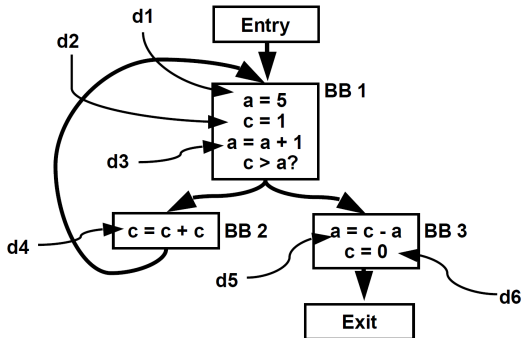 d1
Entry
d2
BB 1
a = 5
c = 1
a = a + 1
c > a?
d3
d4
c = c + c
BB 2
a = c - a
c = 0
BB 3
d5
d6
Exit